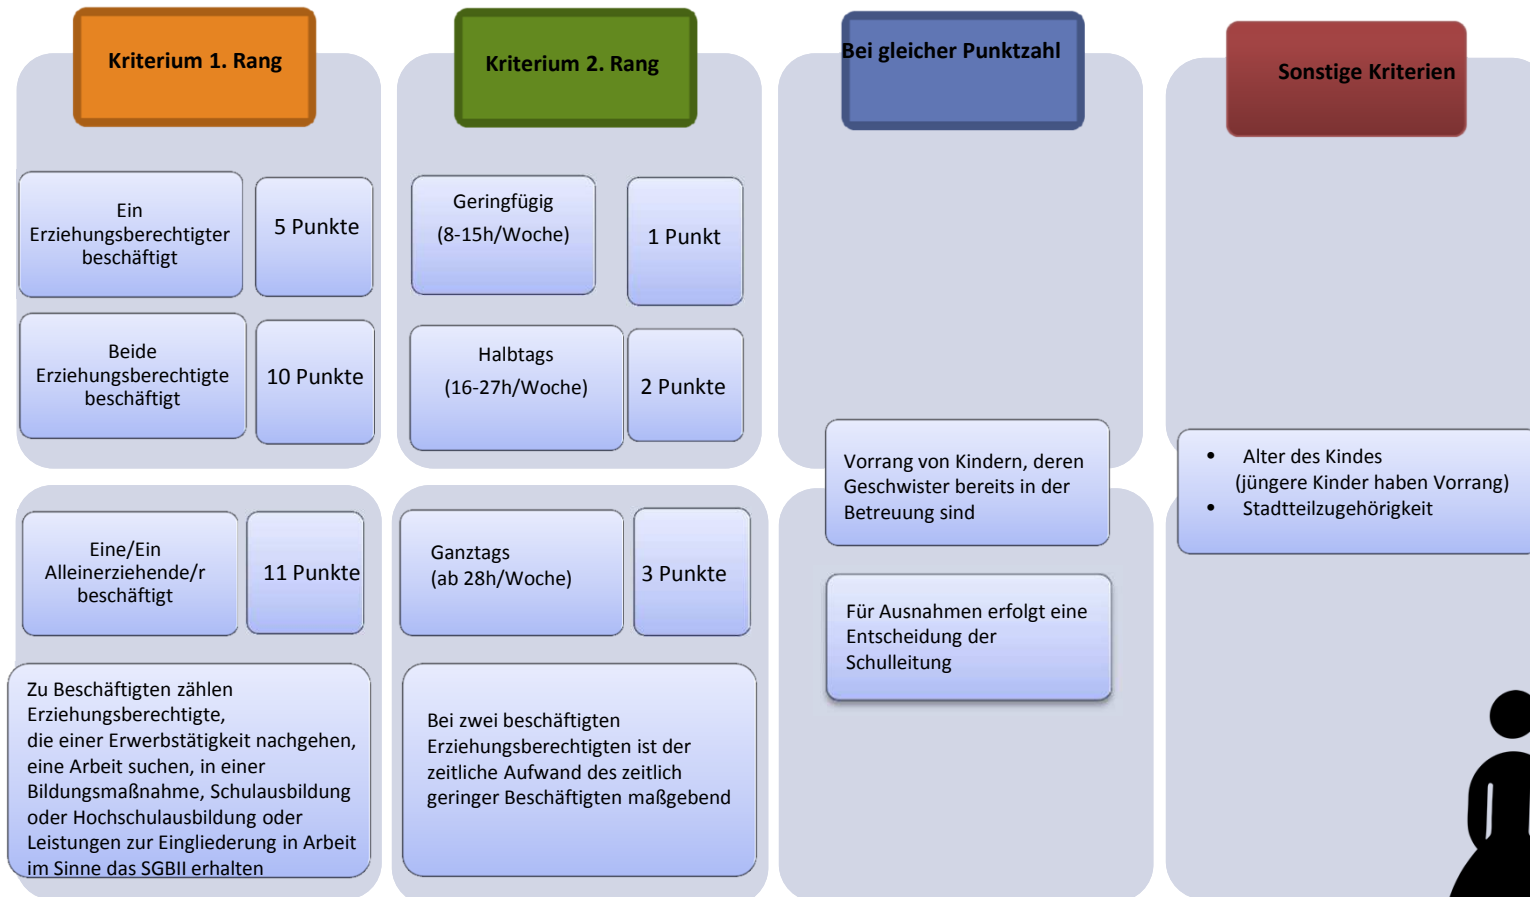 Kriterium 1. Rang
Ein
Erziehungsberechtigter
beschäftigt
5 Punkte
Beide
Erziehungsberechtigte
beschäftigt
10 Punkte
Eine/Ein
Alleinerziehende/r
beschäftigt
11 Punkte
Zu Beschäftigten zählen
Erziehungsberechtigte,
die einer Erwerbstätigkeit nachgehen,
eine Arbeit suchen, in einer
Bildungsmaßnahme, Schulausbildung
oder Hochschulausbildung oder
Leistungen zur Eingliederung in Arbeit
im Sinne das SGBII erhalten
Kriterium 2. Rang
Geringfügig
(8-15h/Woche)
1 Punkt
Halbtags
(16-27h/Woche)
2 Punkte
Ganztags
(ab 28h/Woche)
3 Punkte
Bei zwei beschäftigten
Erziehungsberechtigten ist der
zeitliche Aufwand des zeitlich
geringer Beschäftigten maßgebend
Bei gleicher Punktzahl
Vorrang von Kindern, deren
Geschwister bereits in der
Betreuung sind
Für Ausnahmen erfolgt eine
Entscheidung der
Schulleitung
Sonstige Kriterien
• Alter des Kindes
(jüngere Kinder haben Vorrang)
• Stadtteilzugehörigkeit